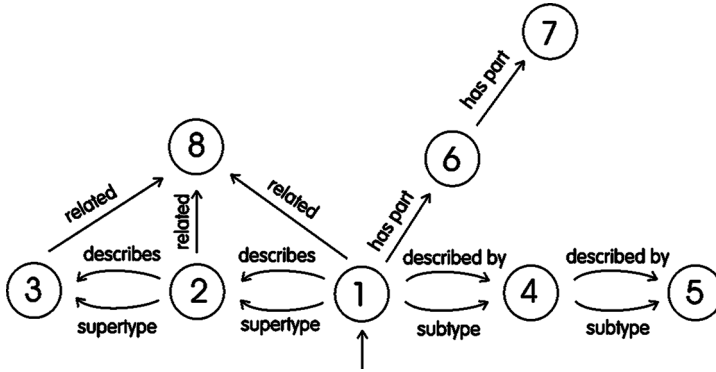 7
has part
8
6
related
related
related
has part
describes
describes
described by
described by
3
2
1
4
5
supertype
supertype
subtype
subtype